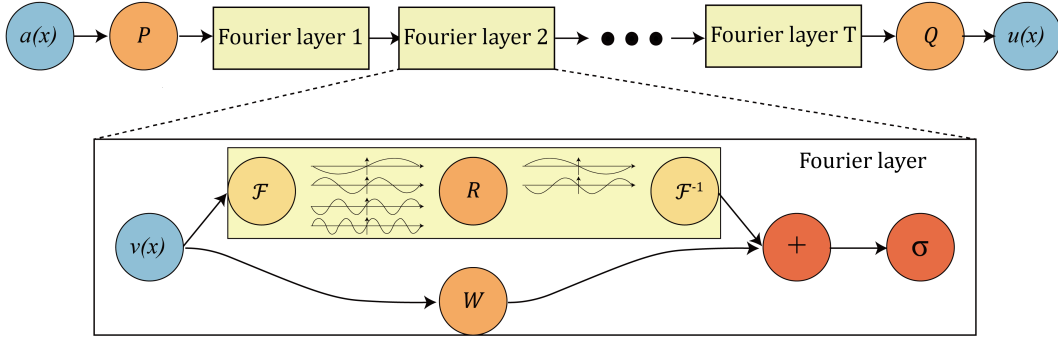 a(x)
P
Fourier layer 1
Fourier layer 2
Fourier layer T
Q
u(x)
Fourier layer
ℱ
R
ℱ⁻¹
v(x)
+
σ
W